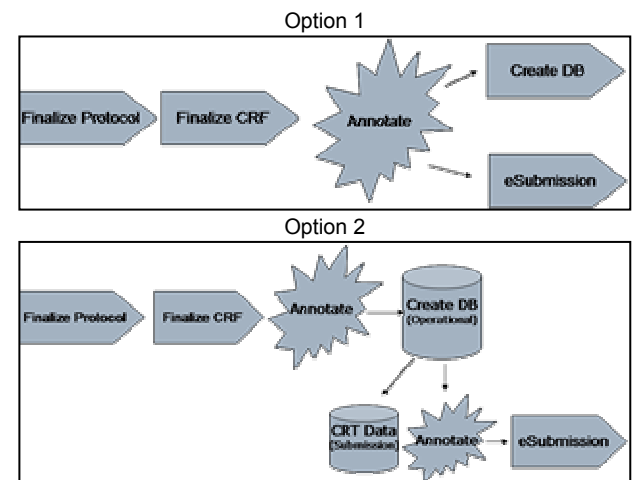 Option 1
Finalize Protocol
Finalize CRF
Annotate
Create DB
eSubmission
Option 2
Finalize Protocol
Finalize CRF
Annotate
Create DB
(Operational)
CRT Data
(Submission)
Annotate
eSubmission